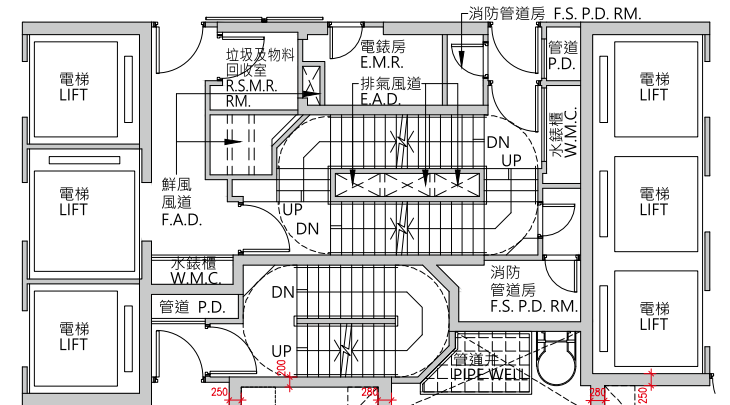 消防管道房 F.S. P.D. RM.
垃圾及物料
回收室
R.S.M.R.
RM.
電錶房
E.M.R.
管道
P.D.
電梯
LIFT
電梯
LIFT
排氣風道
E.A.D.
水錶櫃
W.M.C.
DN
UP
鮮風
風道
F.A.D.
電梯
LIFT
電梯
LIFT
UP
DN
水錶櫃
W.M.C.
消防
管道房
F.S. P.D. RM.
DN
管道 P.D.
電梯
LIFT
電梯
LIFT
UP
管道井
PIPE WELL
200
250
280
280
250